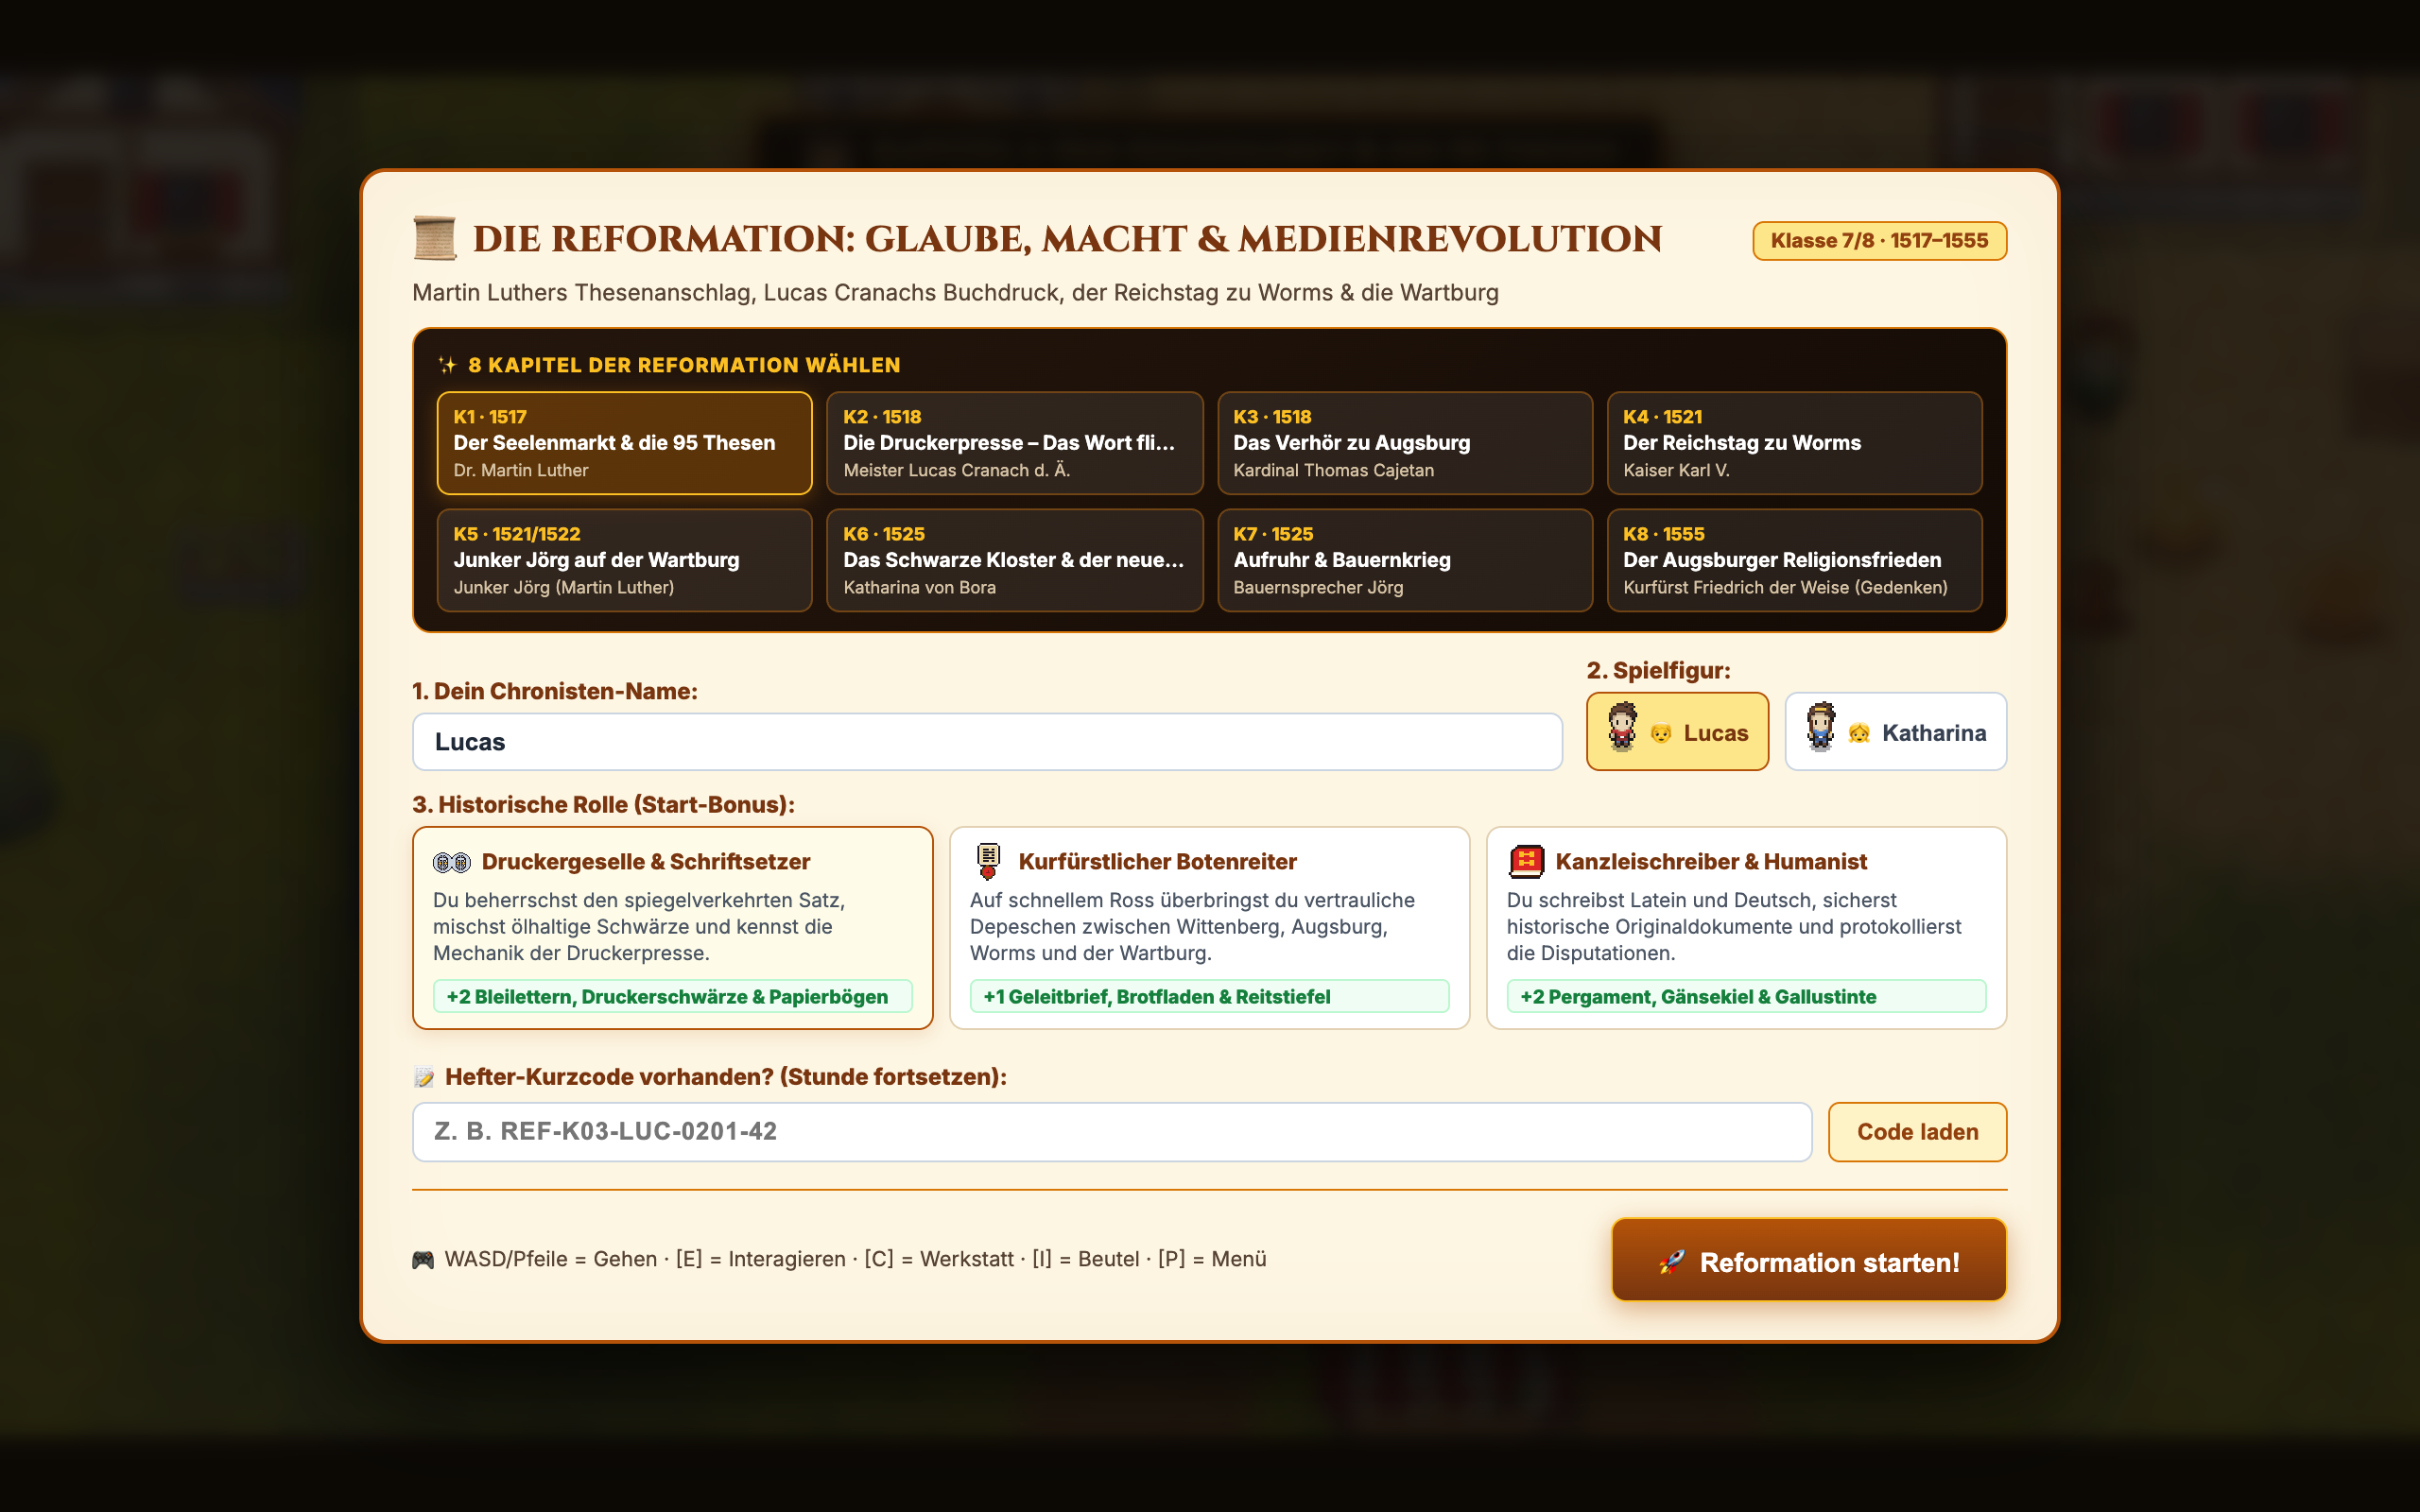 DIE REFORMATION: GLAUBE, MACHT & MEDIENREVOLUTION
Klasse 7/8 · 1517–1555
Martin Luthers Thesenanschlag, Lucas Cranachs Buchdruck, der Reichstag zu Worms & die Wartburg
✨ 8 KAPITEL DER REFORMATION WÄHLEN
K1 · 1517
Der Seelenmarkt & die 95 Thesen
Dr. Martin Luther
K2 · 1518
Die Druckerpresse – Das Wort fli...
Meister Lucas Cranach d. Ä.
K3 · 1518
Das Verhör zu Augsburg
Kardinal Thomas Cajetan
K4 · 1521
Der Reichstag zu Worms
Kaiser Karl V.
K5 · 1521/1522
Junker Jörg auf der Wartburg
Junker Jörg (Martin Luther)
K6 · 1525
Das Schwarze Kloster & der neue...
Katharina von Bora
K7 · 1525
Aufruhr & Bauernkrieg
Bauernsprecher Jörg
K8 · 1555
Der Augsburger Religionsfrieden
Kurfürst Friedrich der Weise (Gedenken)
1. Dein Chronisten-Name:
Lucas
2. Spielfigur:
Lucas
Katharina
3. Historische Rolle (Start-Bonus):
Druckergeselle & Schriftsetzer
Du beherrschst den spiegelverkehrten Satz,
mischst ölhaltige Schwärze und kennst die
Mechanik der Druckerpresse.
+2 Bleilettern, Druckerschwärze & Papierbögen
Kurfürstlicher Botenreiter
Auf schnellem Ross überbringst du vertrauliche
Depeschen zwischen Wittenberg, Augsburg,
Worms und der Wartburg.
+1 Geleitbrief, Brotfladen & Reitstiefel
Kanzleischreiber & Humanist
Du schreibst Latein und Deutsch, sicherst
historische Originaldokumente und protokollierst
die Disputationen.
+2 Pergament, Gänsekiel & Gallustinte
Hefter-Kurzcode vorhanden? (Stunde fortsetzen):
Z. B. REF-K03-LUC-0201-42
Code laden
WASD/Pfeile = Gehen · [E] = Interagieren · [C] = Werkstatt · [I] = Beutel · [P] = Menü
Reformation starten!